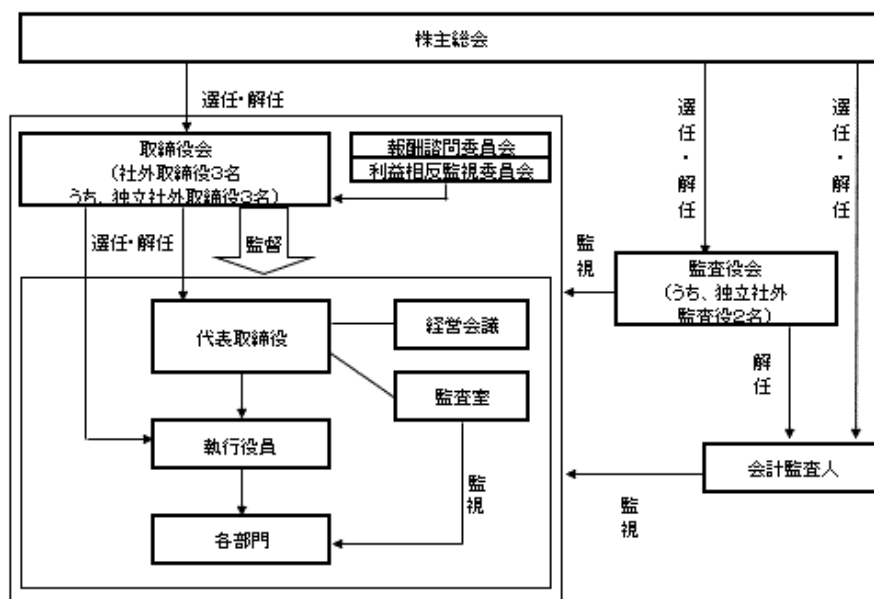 株主総会
選任・解任
取締役会
(社外取締役3名
うち、独立社外取締役3名)
報酬諮問委員会
利益相反監視委員会
選任・解任
選任・解任
選任・解任
監督
監視
監査役会
(うち、独立社外
監査役2名)
代表取締役
経営会議
監査室
解任
執行役員
監視
会計監査人
監視
各部門